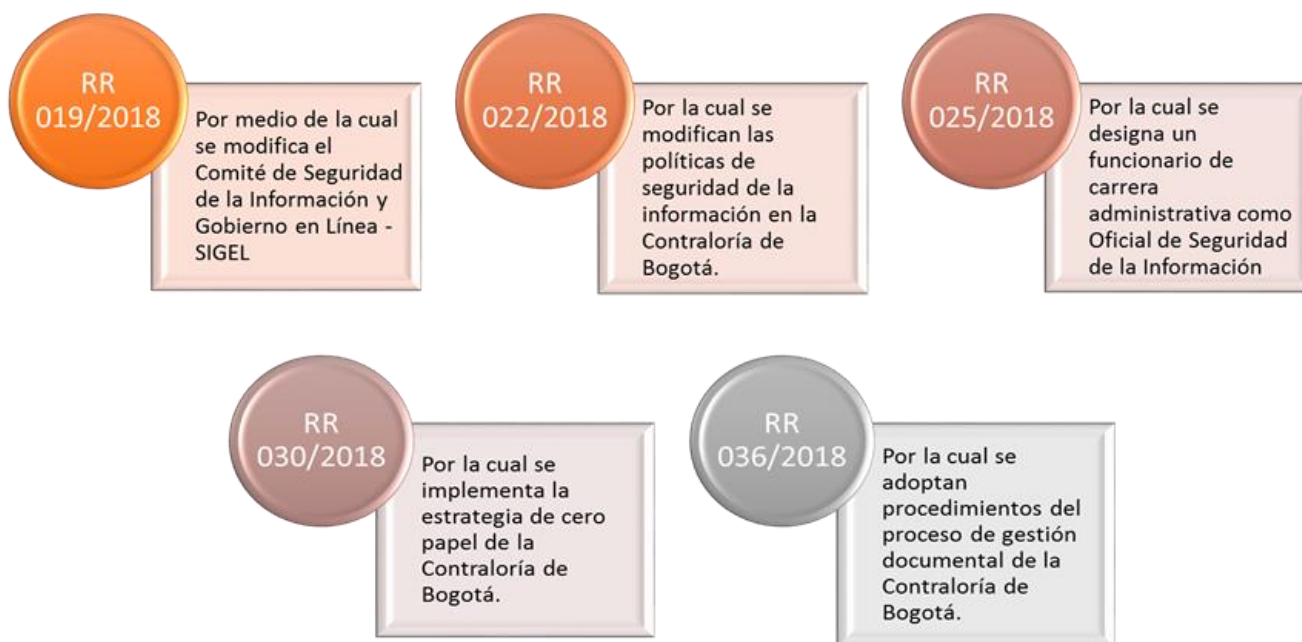 RR
019/2018
Por medio de la cual
se modifica el
Comité de Seguridad
de la Información y
Gobierno en Línea -
SIGEL
RR
022/2018
Por la cual se
modifican las
políticas de
seguridad de la
información en la
Contraloría de
Bogotá.
RR
025/2018
Por la cual se
designa un
funcionario de
carrera
administrativa como
Oficial de Seguridad
de la Información
RR
030/2018
Por la cual se
implementa la
estrategia de cero
papel de la
Contraloría de
Bogotá.
RR
036/2018
Por la cual se
adoptan
procedimientos del
proceso de gestión
documental de la
Contraloría de
Bogotá.